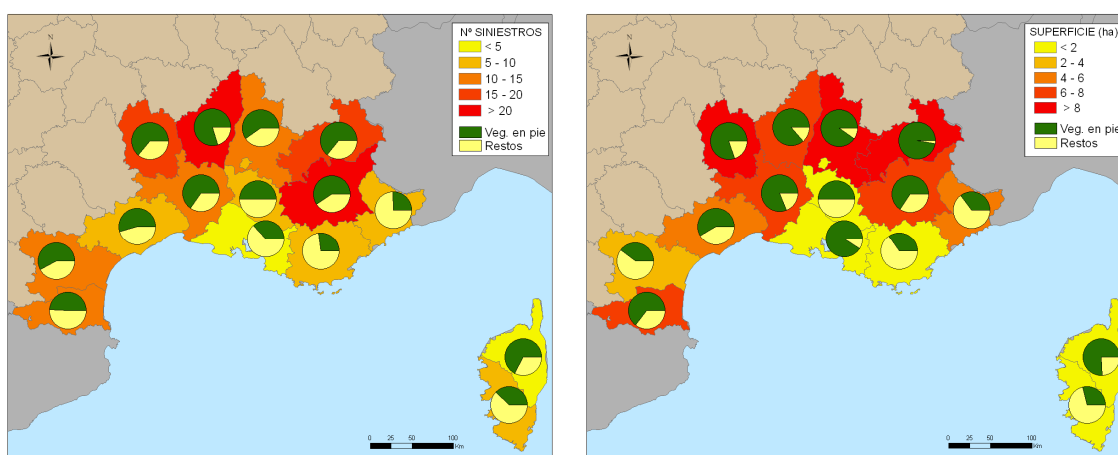 N
Nº SINIESTROS
< 5
5 - 10
10 - 15
15 - 20
> 20
Veg. en pie
Restos
0 25 50 100
Km
N
SUPERFICIE (ha)
< 2
2 - 4
4 - 6
6 - 8
> 8
Veg. en pie
Restos
0 25 50 100
Km